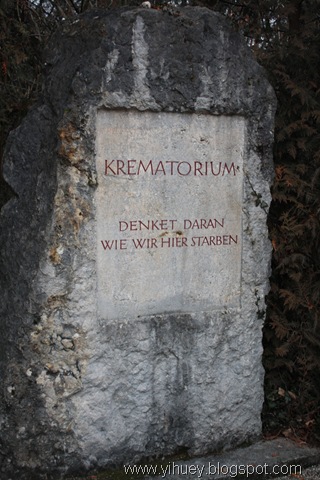 KREMATORIUM
DENKET DARAN
WIE WIR HIER STARBEN
www.yihuey.blogspot.com